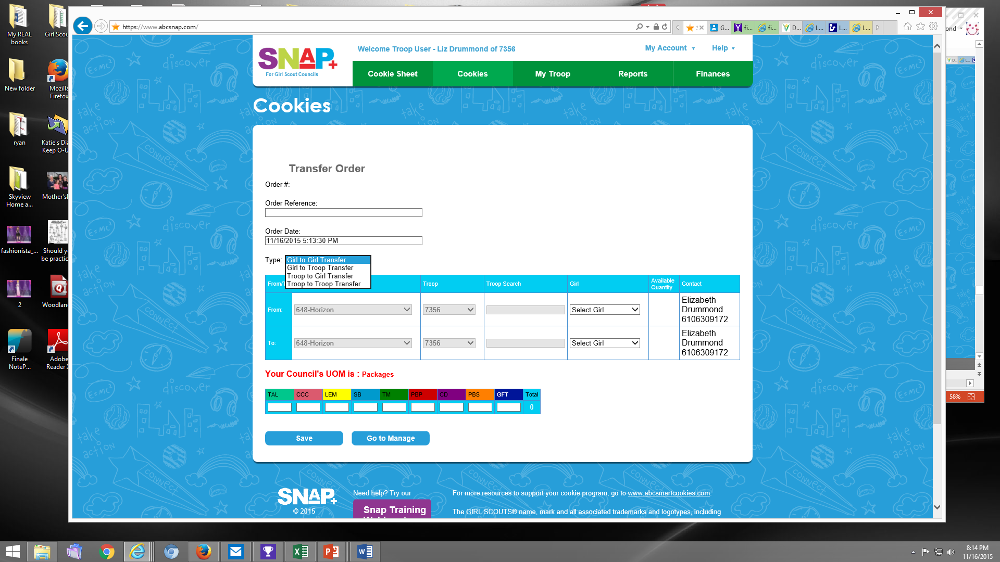 My REAL
books
Girl Scou
New folder
Mozilla
Firefox
ryan
Katie's Dia
Keep O-U
Skyview
Home a...
Mother'sD
fashionista_...
Should yo
be practic
2
Woodlan
Finale
NoteP...
Adobe
Reader X
https://www.abcsnap.com/
G...
fi...
fi...
D...
L...
L...
L...
ond
SNAP+
For Girl Scout Councils
Welcome Troop User - Liz Drummond of 7356
My Account
Help
Cookie Sheet
Cookies
My Troop
Reports
Finances
Cookies
Transfer Order
Order #:
Order Reference:
Order Date:
11/16/2015 5:13:30 PM
Type:
Girl to Girl Transfer
Girl to Troop Transfer
Troop to Girl Transfer
Troop to Troop Transfer
Troop
Troop Search
Girl
Available
Quantity
Contact
From:
648-Horizon
7356
Select Girl
Elizabeth
Drummond
6106309172
To:
648-Horizon
7356
Select Girl
Elizabeth
Drummond
6106309172
Your Council's UOM is : Packages
TAL CCC LEM SB TM PBP CD PBS GFT Total
0
Save
Go to Manage
SNAP+
© 2015
Need help? Try our
Snap Training
For more resources to support your cookie program, go to www.abcsmartcookies.com.
The GIRL SCOUTS® name, mark and all associated trademarks and logotypes, including
E=mc²
discover
take
action
CONNECT
58%
8:14 PM
11/16/2015